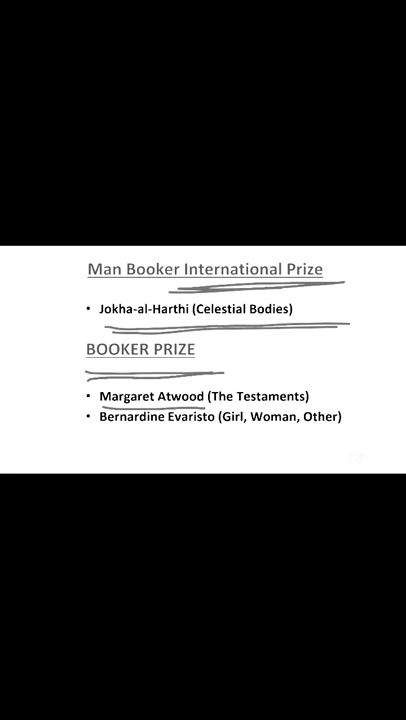 Man Booker International Prize
• Jokha-al-Harthi (Celestial Bodies)
BOOKER PRIZE
• Margaret Atwood (The Testaments)
• Bernardine Evaristo (Girl, Woman, Other)